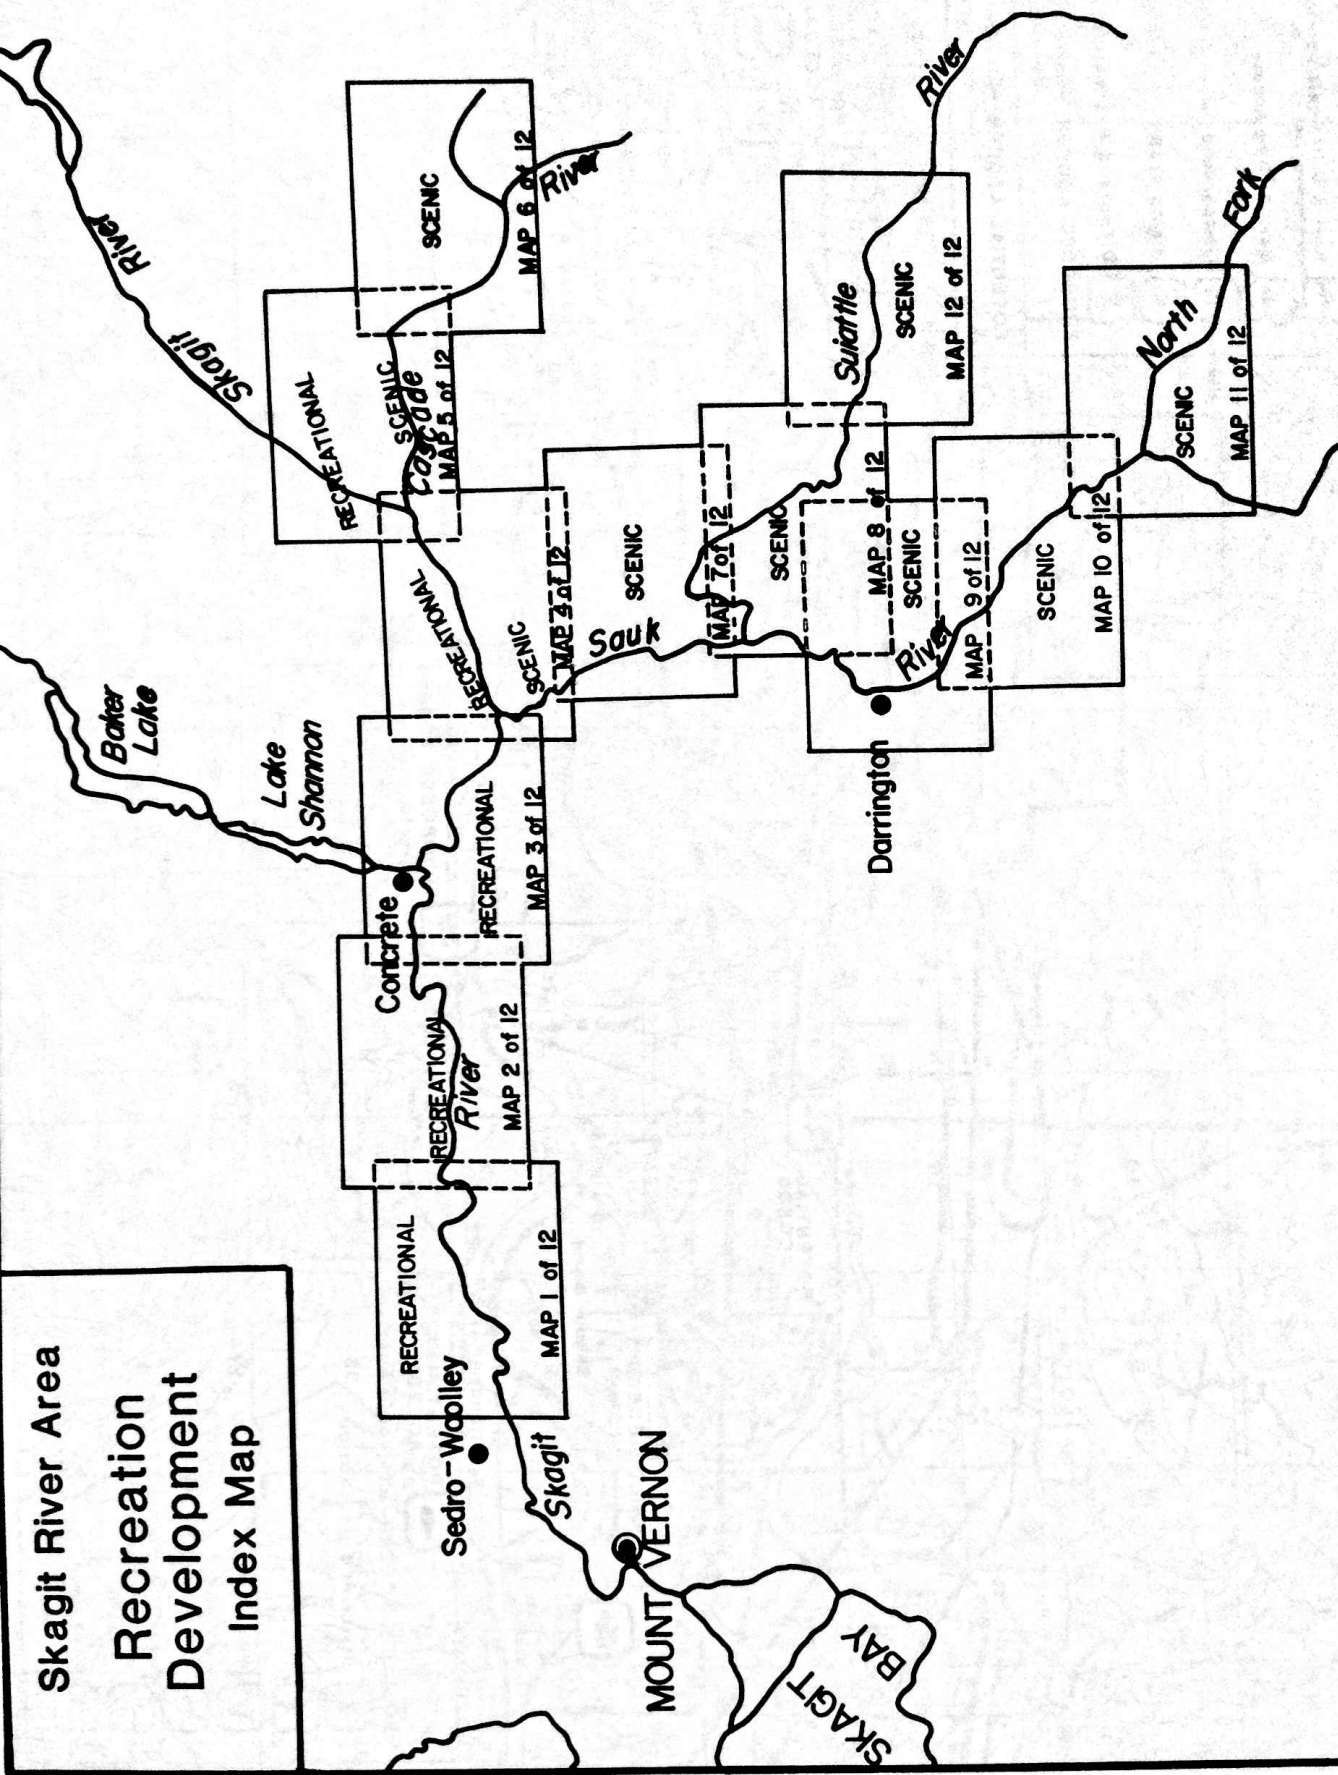 Skagit River Area
Recreation
Development
Index Map
Baker
Lake
Lake
Shannon
Skagit
River
RECREATIONAL
SCENIC
Cascade
MAP 5 of 12
SCENIC
MAP 6 of 12
River
Concrete
RECREATIONAL
MAP 3 of 12
RECREATIONAL
RECREATIONAL
SCENIC
MAP 4 of 12
RECREATIONAL
River
MAP 2 of 12
RECREATIONAL
MAP 1 of 12
Sedro-Woolley
Skagit
MOUNT
VERNON
SKAGIT
BAY
Sauk
SCENIC
MAP 7 of 12
SCENIC
MAP 8 of 12
Suiattle
River
SCENIC
MAP 12 of 12
Darrington
River
SCENIC
MAP 9 of 12
SCENIC
MAP 10 of 12
North
Fork
SCENIC
MAP 11 of 12